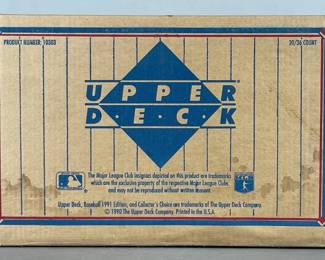 PRODUCT NUMBER: 10303
20/36 COUNT
UPPER
D·E·C·K
The Major League Club insignias depicted on this product are trademarks
which are the exclusive property of the respective Major League Clubs
and may not be reproduced without written consent.
Upper Deck, Baseball 1991 Edition, and Collector's Choice are trademarks of The Upper Deck Company.
© 1990 The Upper Deck Company. Printed in the U.S.A.